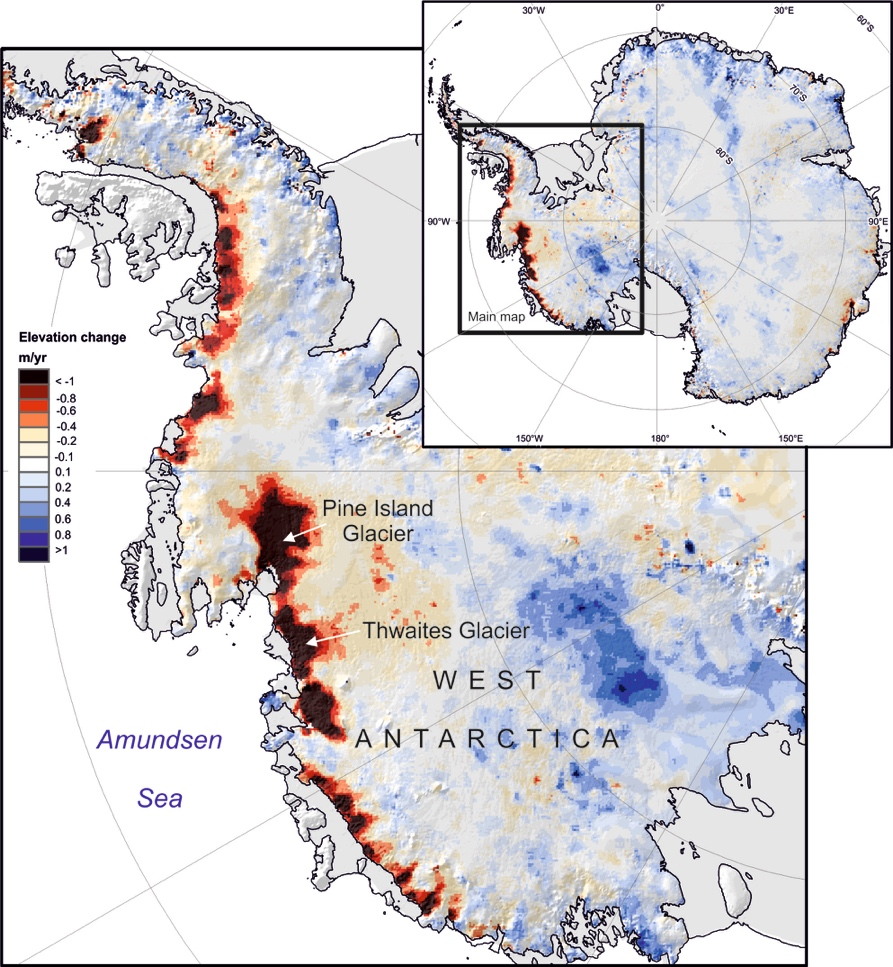 30°W
0°
30°E
60°S
70°S
80°S
90°W
90°E
Main map
150°W
180°
150°E
Elevation change
m/yr
< -1
-0.8
-0.6
-0.4
-0.2
-0.1
0.1
0.2
0.4
0.6
0.8
>1
Pine Island
Glacier
Thwaites Glacier
WEST
ANTARCTICA
Amundsen
Sea